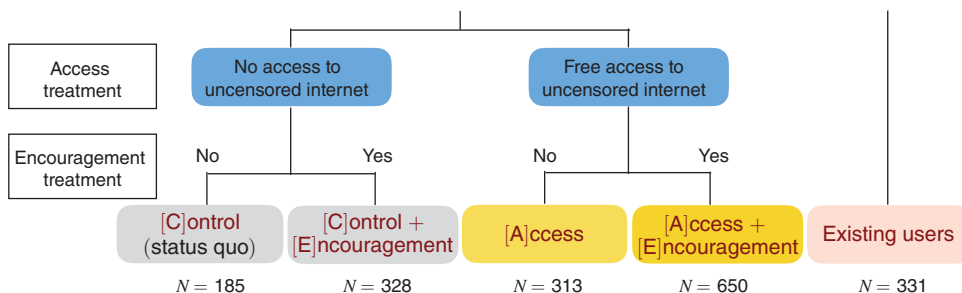 Access
treatment
No access to
uncensored internet
Free access to
uncensored internet
Encouragement
treatment
No
Yes
No
Yes
[C]ontrol
(status quo)
[C]ontrol +
[E]ncouragement
[A]ccess
[A]ccess +
[E]ncouragement
Existing users
N = 185
N = 328
N = 313
N = 650
N = 331